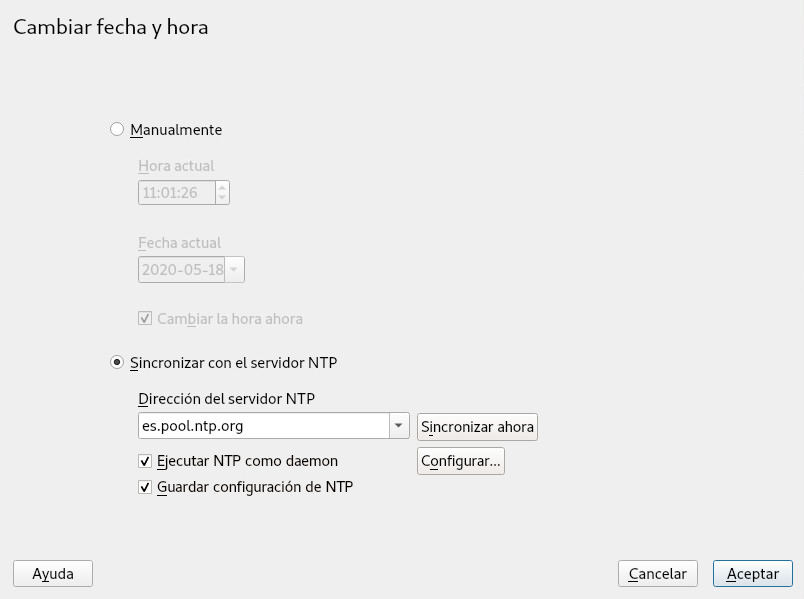 Cambiar fecha y hora
Manualmente
Hora actual
11:01:26
Fecha actual
2020-05-18
Cambiar la hora ahora
Sincronizar con el servidor NTP
Dirección del servidor NTP
es.pool.ntp.org
Sincronizar ahora
Ejecutar NTP como daemon
Configurar...
Guardar configuración de NTP
Ayuda
Cancelar
Aceptar